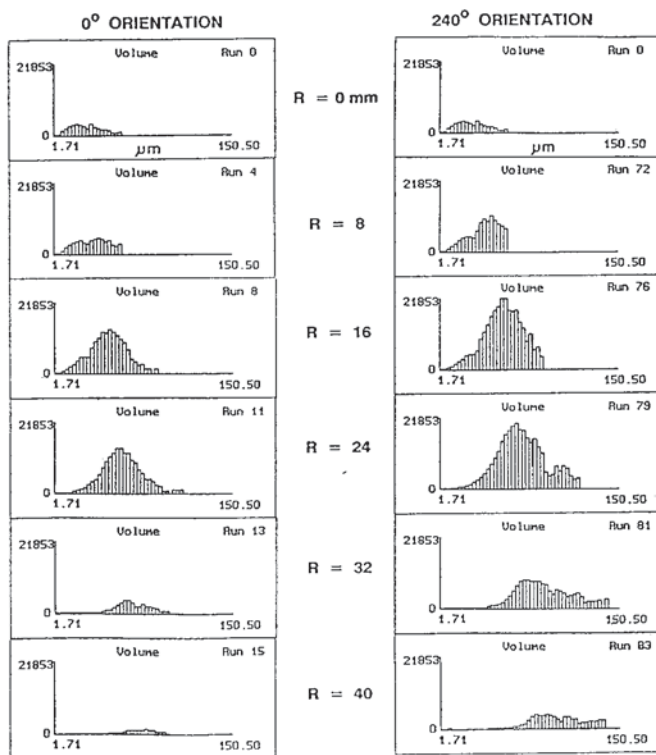 0° ORIENTATION
240° ORIENTATION
Volume Run 0
21853
0
1.71 µm 150.50
R = 0 mm
Volume Run 0
21853
0
1.71 µm 150.50
Volume Run 4
21853
0
1.71 150.50
R = 8
Volume Run 72
21853
0
1.71 150.50
Volume Run 8
21853
0
1.71 150.50
R = 16
Volume Run 76
21853
0
1.71 150.50
Volume Run 11
21853
0
1.71 150.50
R = 24
Volume Run 79
21853
0
1.71 150.50
Volume Run 13
21853
0
1.71 150.50
R = 32
Volume Run 81
21853
0
1.71 150.50
Volume Run 15
21853
0
1.71 150.50
R = 40
Volume Run 83
21853
0
1.71 150.50